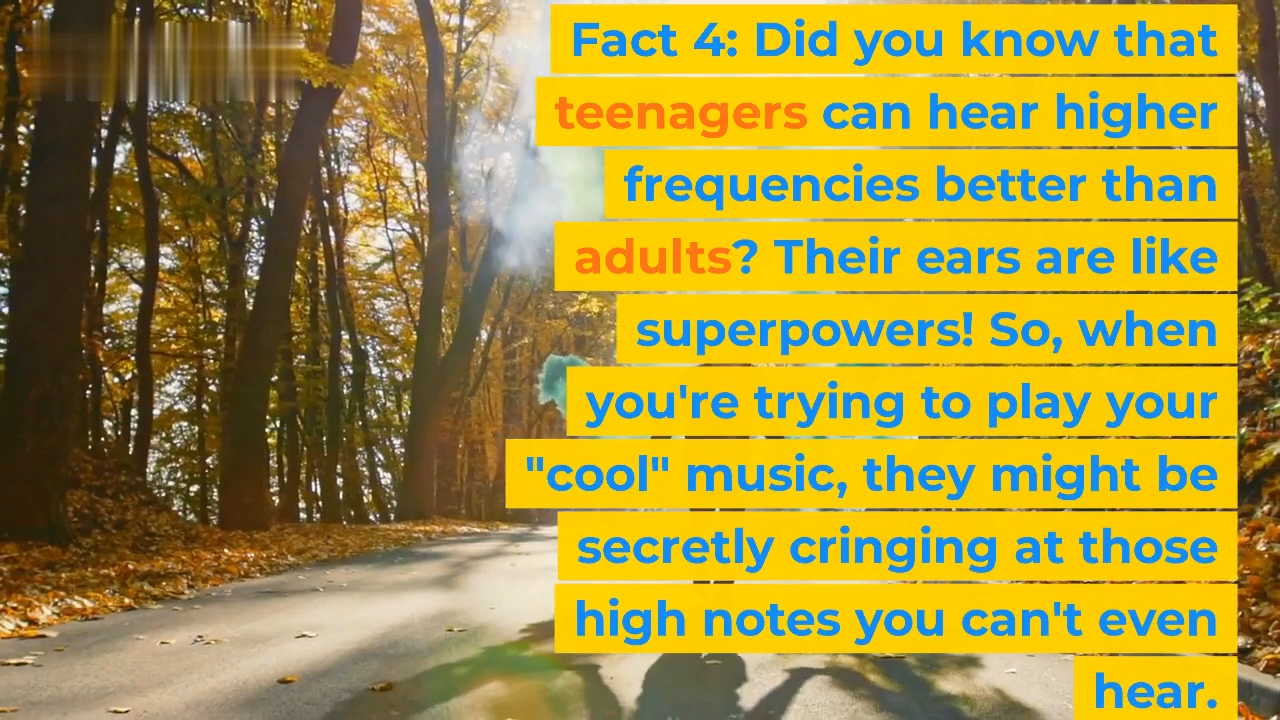 Fact 4: Did you know that
teenagers can hear higher
frequencies better than
adults? Their ears are like
superpowers! So, when
you're trying to play your
"cool" music, they might be
secretly cringing at those
high notes you can't even
hear.